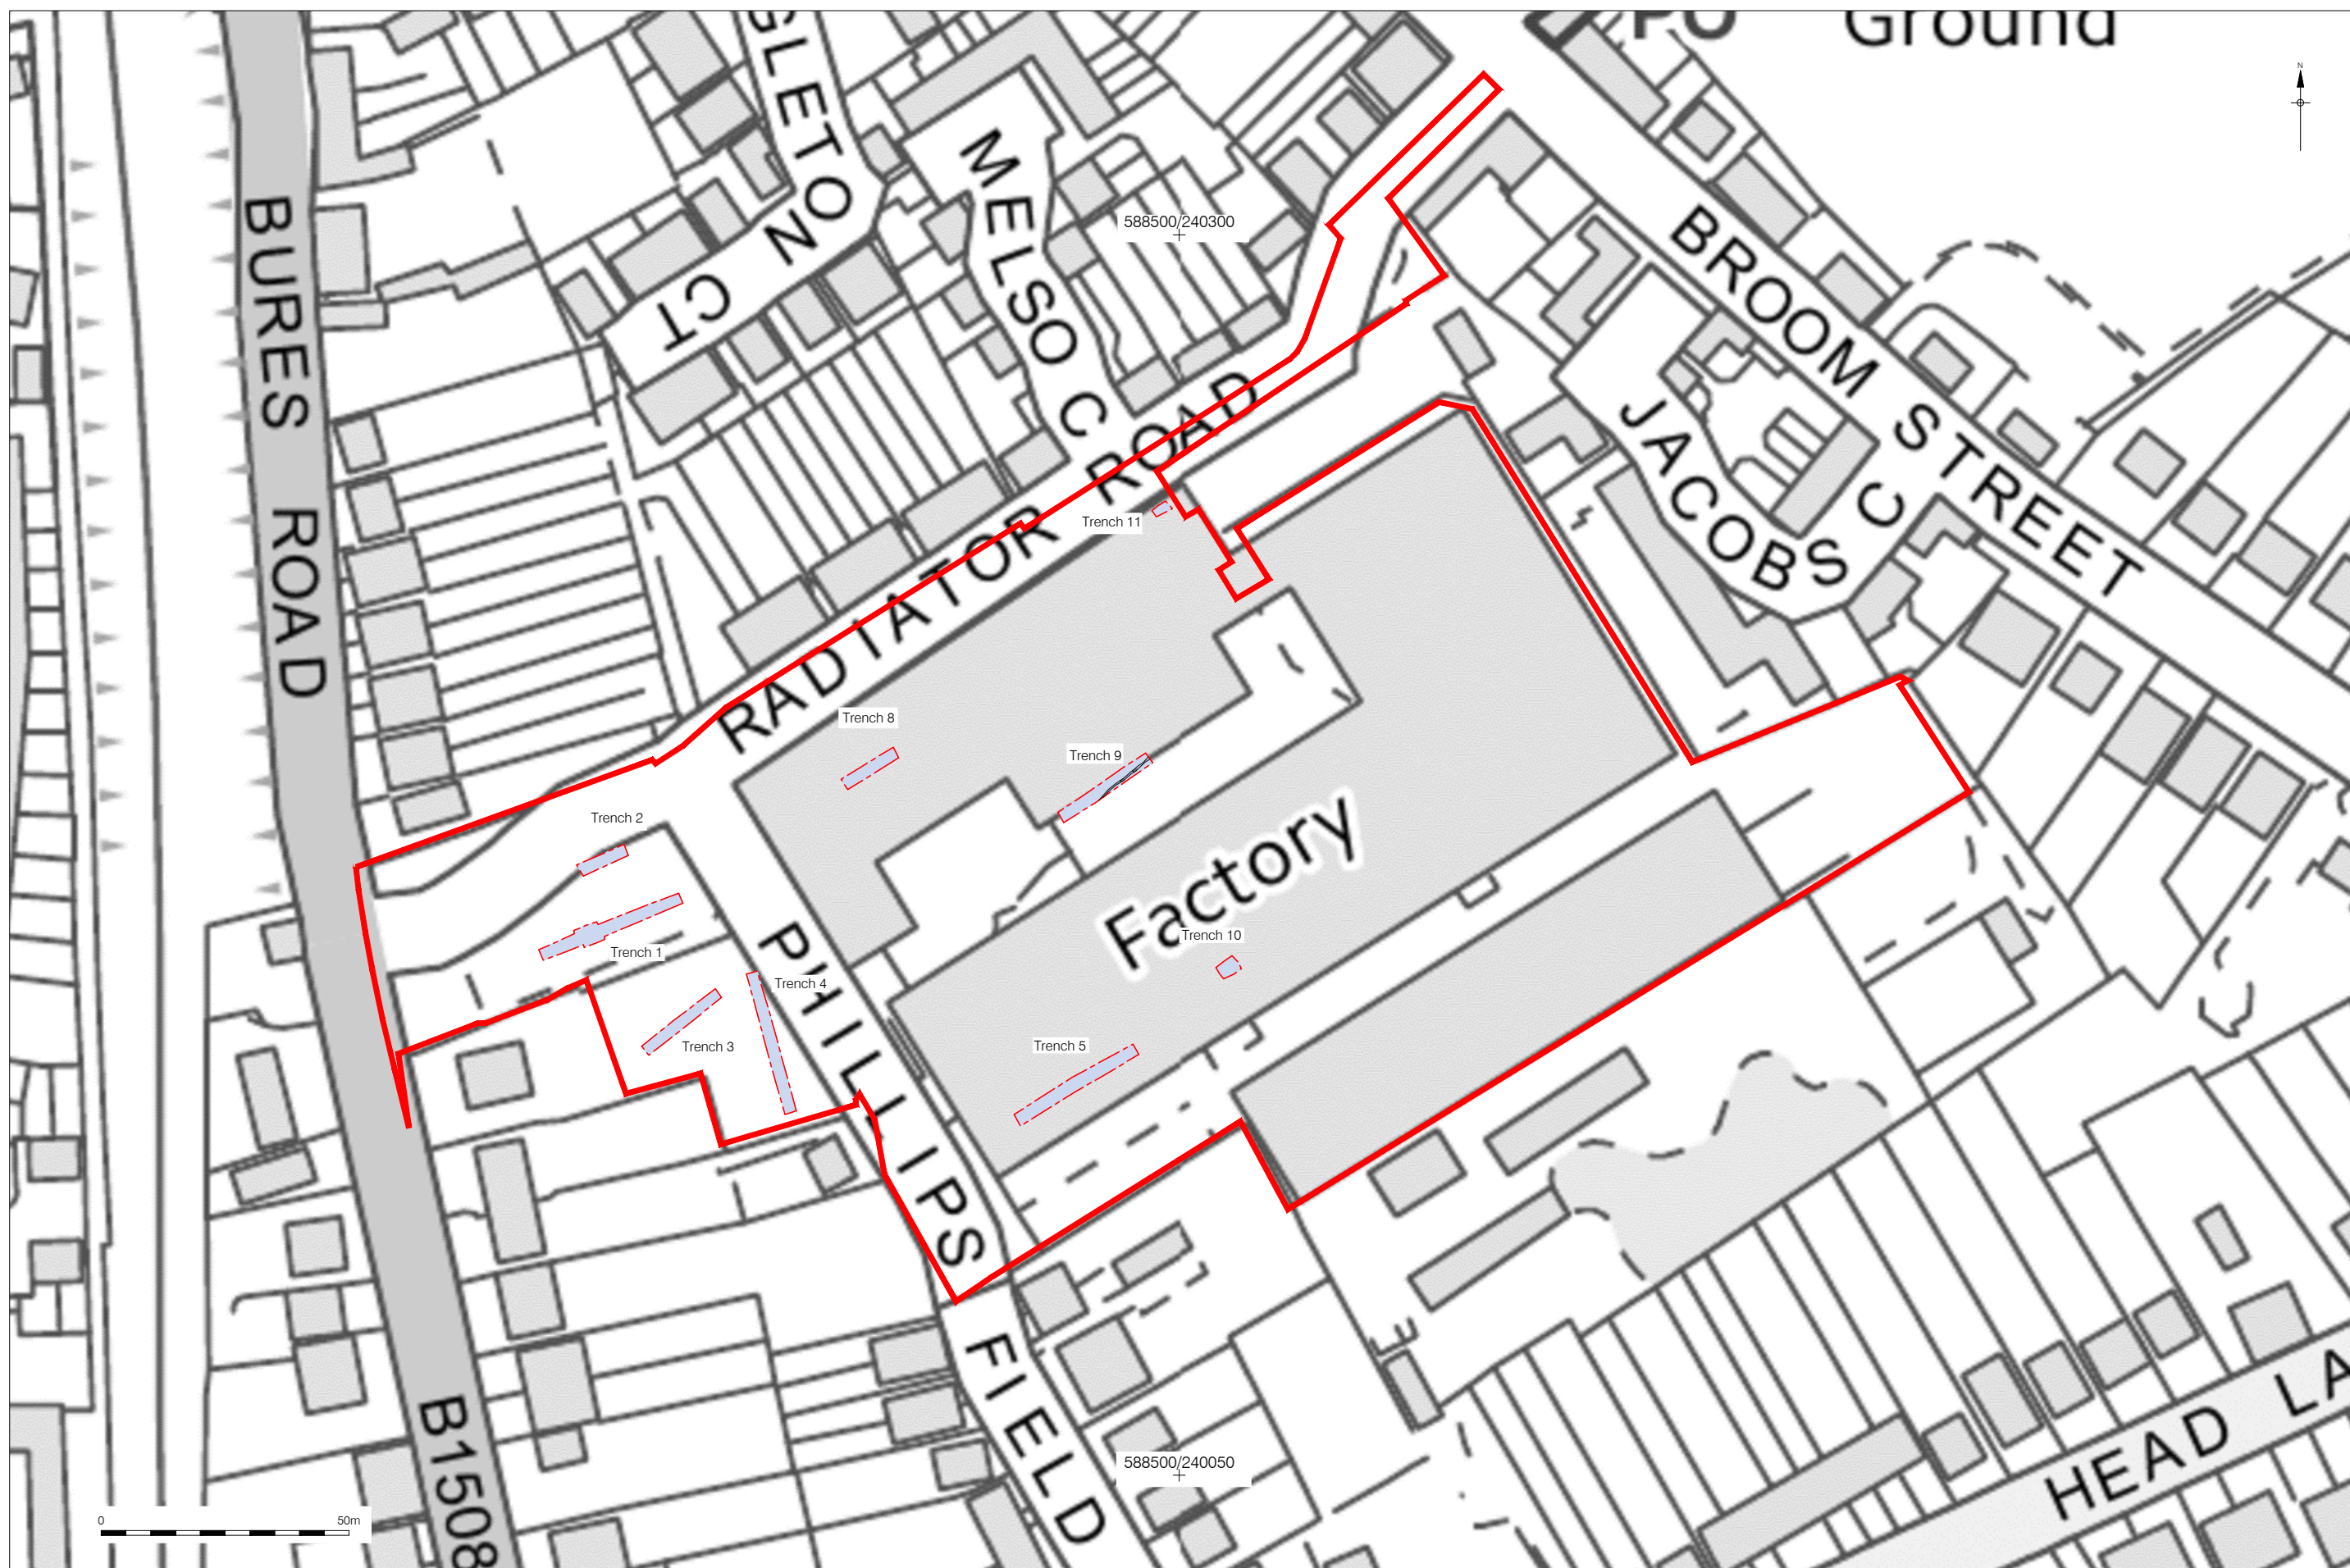 Ground
N
GLETON CT
MELSO C
588500/240300
BURES ROAD
BROOM STREET
JACOBS C
RADIATOR ROAD
Trench 11
Trench 8
Trench 9
Trench 2
Factory
Trench 10
Trench 1
Trench 4
Trench 3
Trench 5
PHILLIPS FIELD
588500/240050
B1508
HEAD LA
0 50m